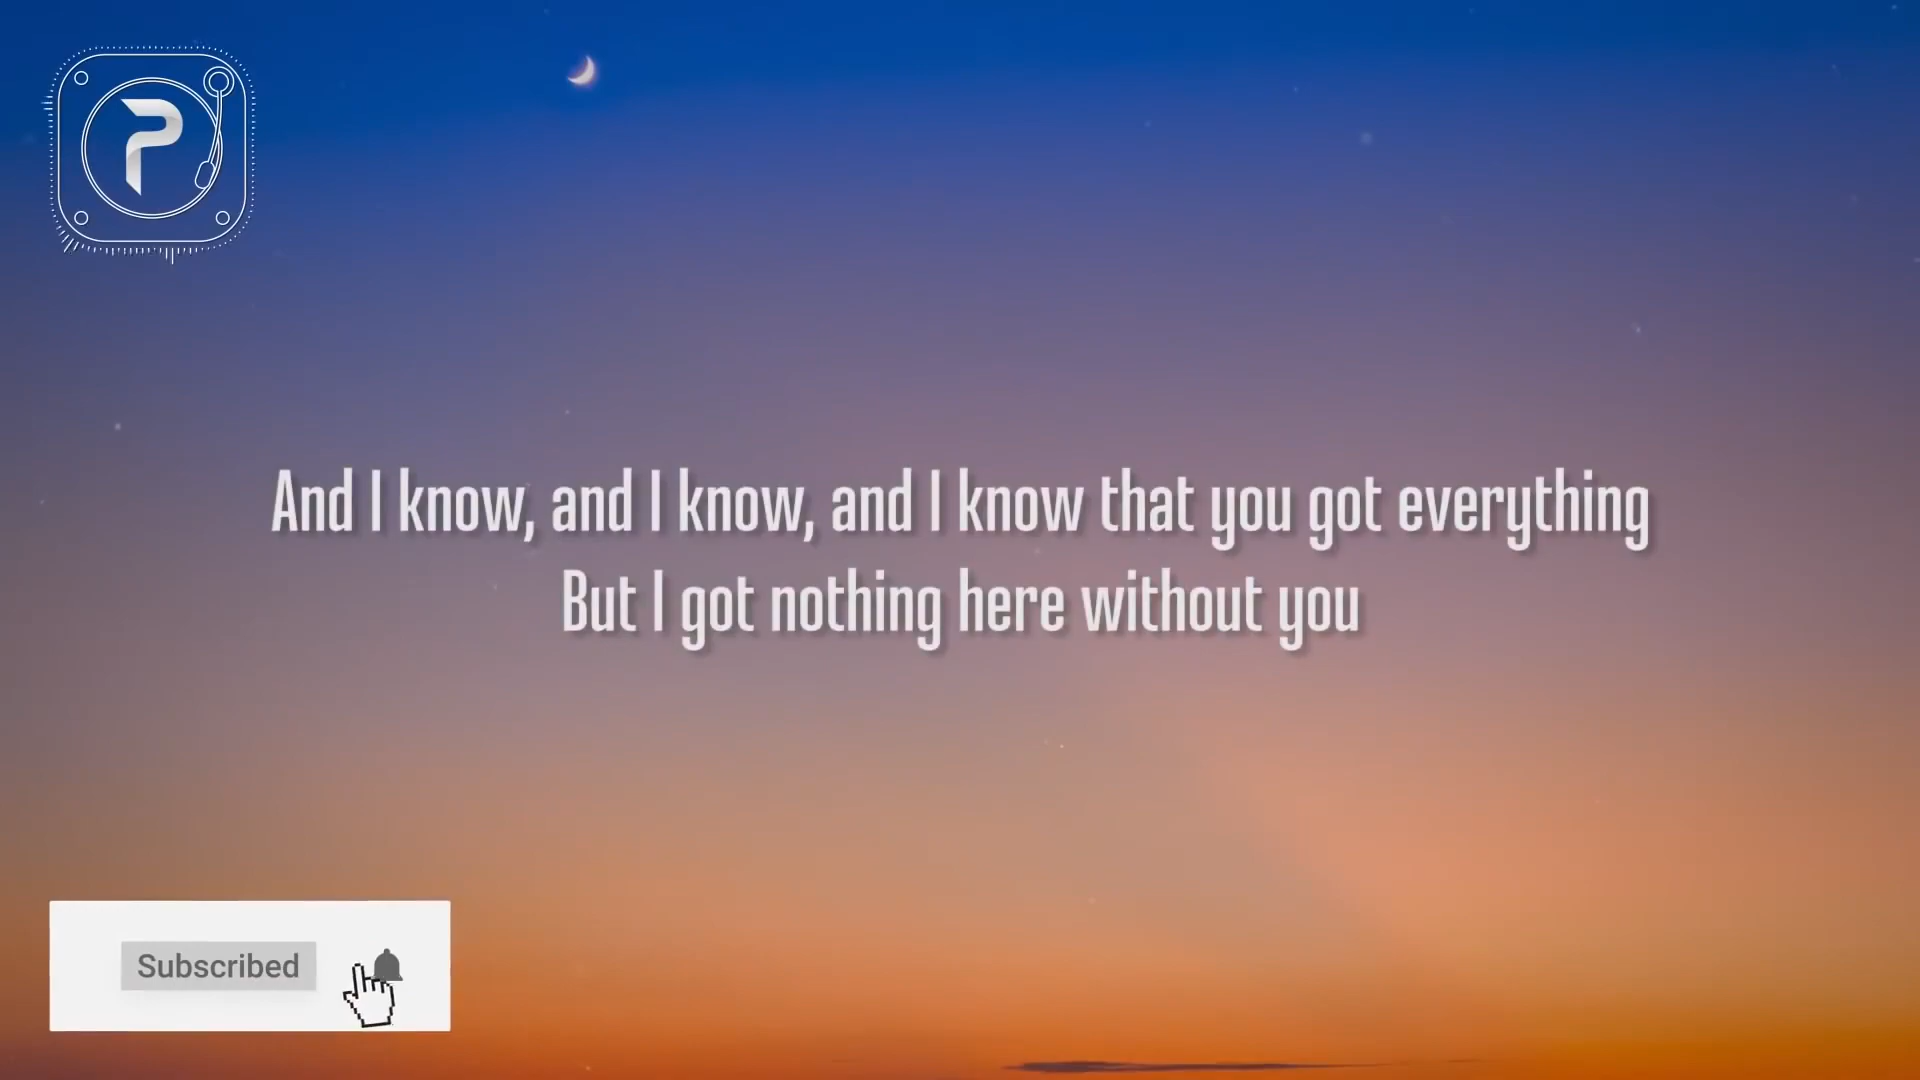 P
And I know, and I know, and I know that you got everything
But I got nothing here without you
Subscribed